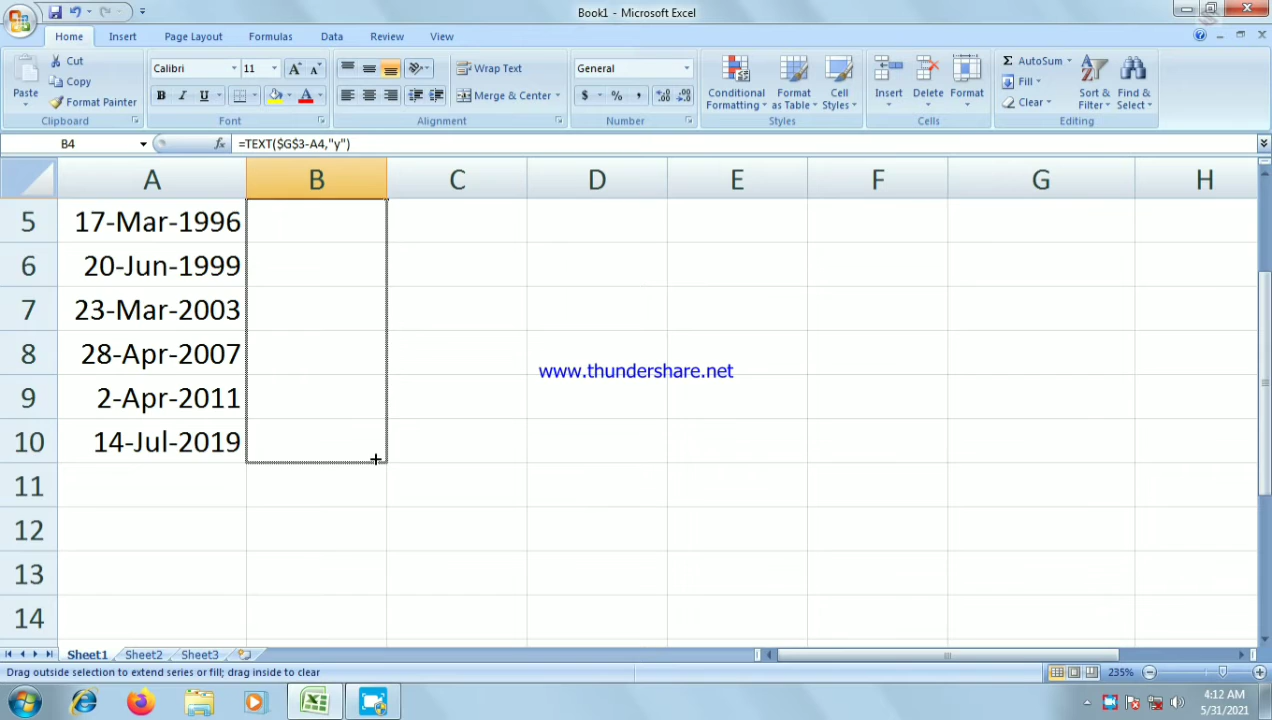 Book1 - Microsoft Excel
Home Insert Page Layout Formulas Data Review View
Paste
Cut
Copy
Format Painter
Clipboard
Calibri 11
B I U
Font
Wrap Text
Merge & Center
Alignment
General
$ % ,
Number
Conditional Formatting
Format as Table
Cell Styles
Styles
Insert Delete Format
Cells
Σ AutoSum
Fill
Clear
Sort & Filter
Find & Select
Editing
B4 fx =TEXT($G$3-A4,"y")
A B C D E F G H
5 17-Mar-1996
6 20-Jun-1999
7 23-Mar-2003
8 28-Apr-2007
9 2-Apr-2011
10 14-Jul-2019
11
12
13
14
www.thundershare.net
Sheet1 Sheet2 Sheet3
Drag outside selection to extend series or fill; drag inside to clear
235%
4:12 AM
5/31/2021